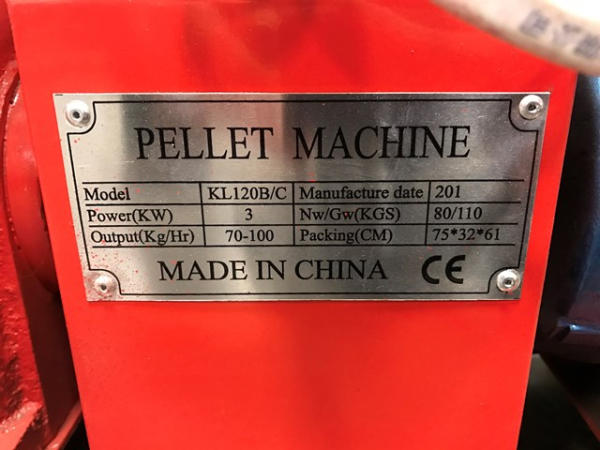 PELLET MACHINE
Model KL120B/C Manufacture date 201
Power(KW) 3 Nw/Gw(KGS) 80/110
Output(Kg/Hr) 70-100 Packing(CM) 75*32*61
MADE IN CHINA CE